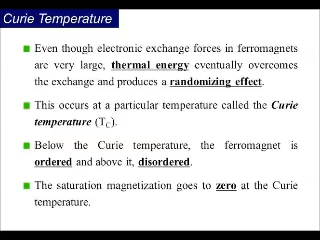 Curie Temperature
Even though electronic exchange forces in ferromagnets
are very large, thermal energy eventually overcomes
the exchange and produces a randomizing effect.
This occurs at a particular temperature called the Curie
temperature (TC).
Below the Curie temperature, the ferromagnet is
ordered and above it, disordered.
The saturation magnetization goes to zero at the Curie
temperature.